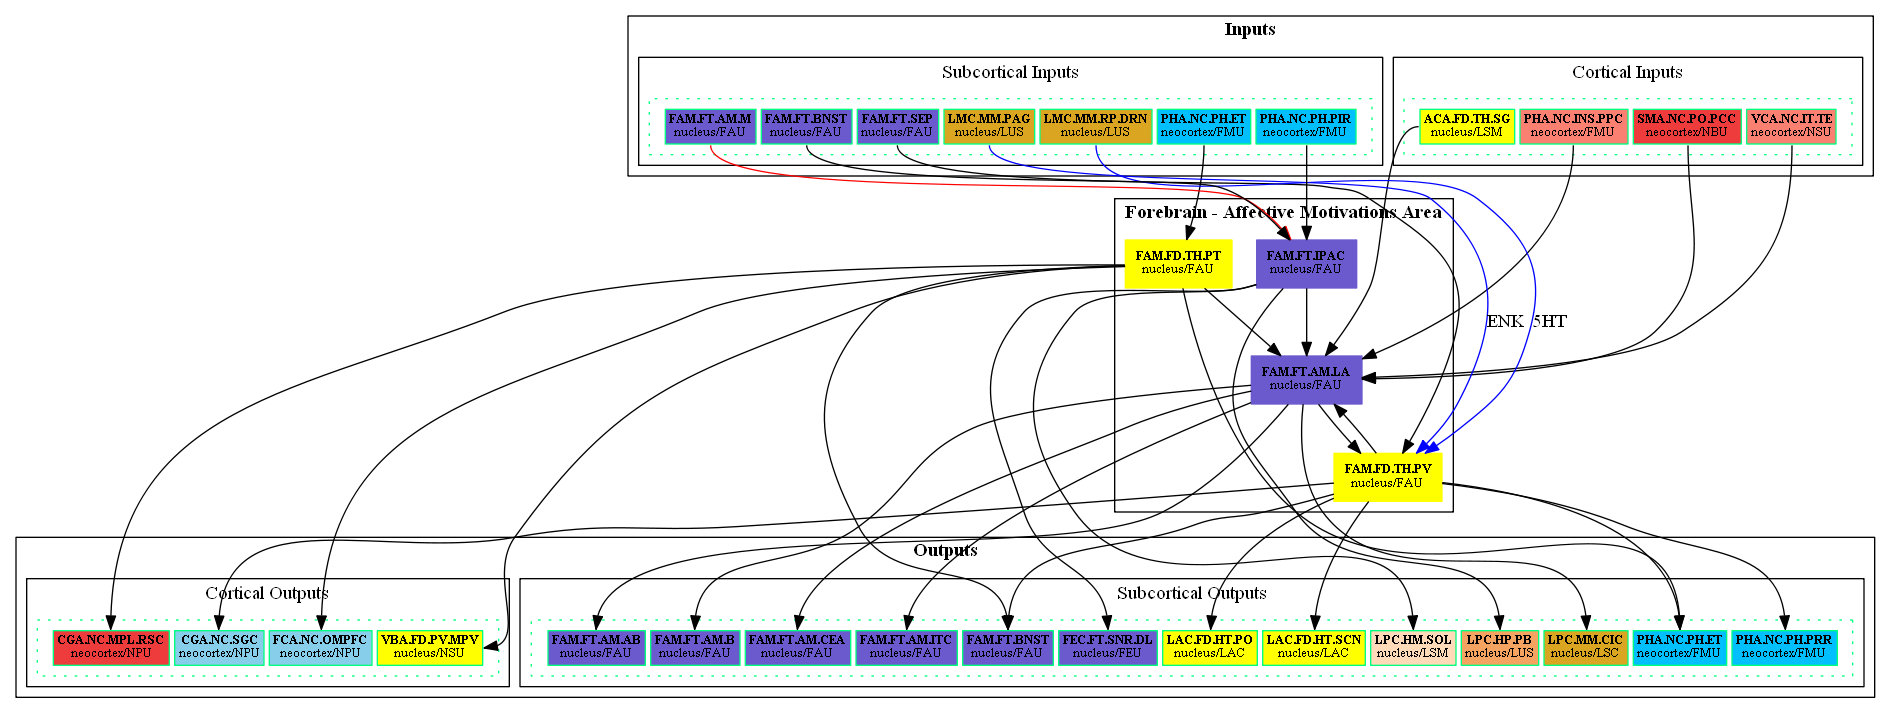 Inputs
Subcortical Inputs
Cortical Inputs
FAM.FT.AM.M
nucleus/FAU
FAM.FT.BNST
nucleus/FAU
FAM.FT.SEP
nucleus/FAU
LMC.MM.PAG
nucleus/LUS
LMC.MM.RP.DRN
nucleus/LUS
PHA.NC.PH.ET
neocortex/FMU
PHA.NC.PH.PIR
neocortex/FMU
ACA.FD.TH.SG
nucleus/LSM
PHA.NC.INS.PPC
neocortex/FMU
SMA.NC.PO.PCC
neocortex/NBU
VCA.NC.IT.TE
neocortex/NSU
Forebrain - Affective Motivations Area
FAM.FD.TH.PT
nucleus/FAU
FAM.FT.IPAC
nucleus/FAU
ENK
5HT
FAM.FT.AM.LA
nucleus/FAU
FAM.FD.TH.PV
nucleus/FAU
Outputs
Cortical Outputs
Subcortical Outputs
CGA.NC.MPL.RSC
neocortex/NPU
CGA.NC.SGC
neocortex/NPU
FCA.NC.OMPFC
neocortex/NPU
VBA.FD.PV.MPV
nucleus/NSU
FAM.FT.AM.AB
nucleus/FAU
FAM.FT.AM.B
nucleus/FAU
FAM.FT.AM.CEA
nucleus/FAU
FAM.FT.AM.ITC
nucleus/FAU
FAM.FT.BNST
nucleus/FAU
FEC.FT.SNR.DL
nucleus/FEU
LAC.FD.HT.PO
nucleus/LAC
LAC.FD.HT.SCN
nucleus/LAC
LPC.HM.SOL
nucleus/LSM
LPC.HP.PB
nucleus/LUS
LPC.MM.CIC
nucleus/LSC
PHA.NC.PH.ET
neocortex/FMU
PHA.NC.PH.PRR
neocortex/FMU